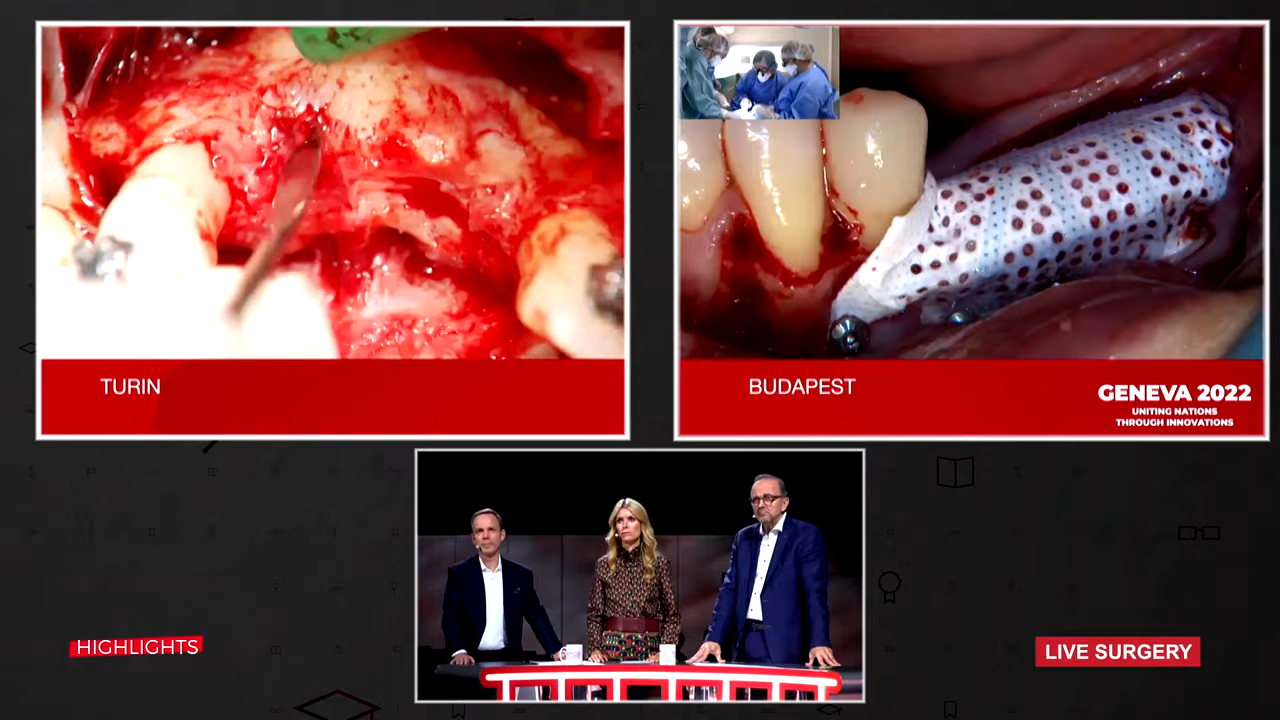 TURIN
BUDAPEST
GENEVA 2022
UNITING NATIONS
THROUGH INNOVATIONS
HIGHLIGHTS
LIVE SURGERY